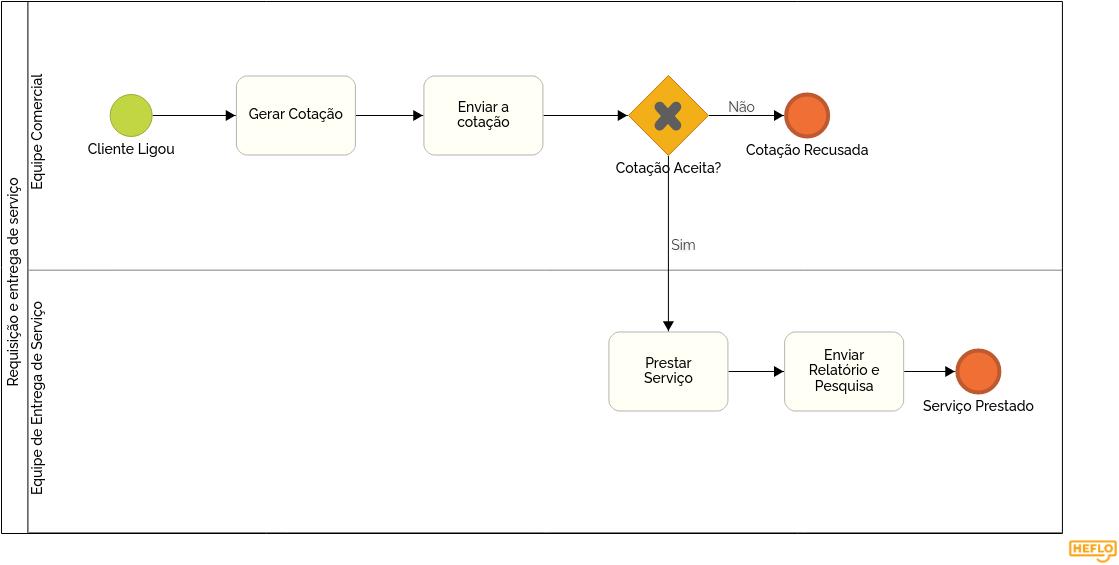 Requisição e entrega de serviço
Equipe Comercial
Cliente Ligou
Gerar Cotação
Enviar a
cotação
Cotação Aceita?
Não
Cotação Recusada
Sim
Equipe de Entrega de Serviço
Prestar
Serviço
Enviar
Relatório e
Pesquisa
Serviço Prestado
HEFLO